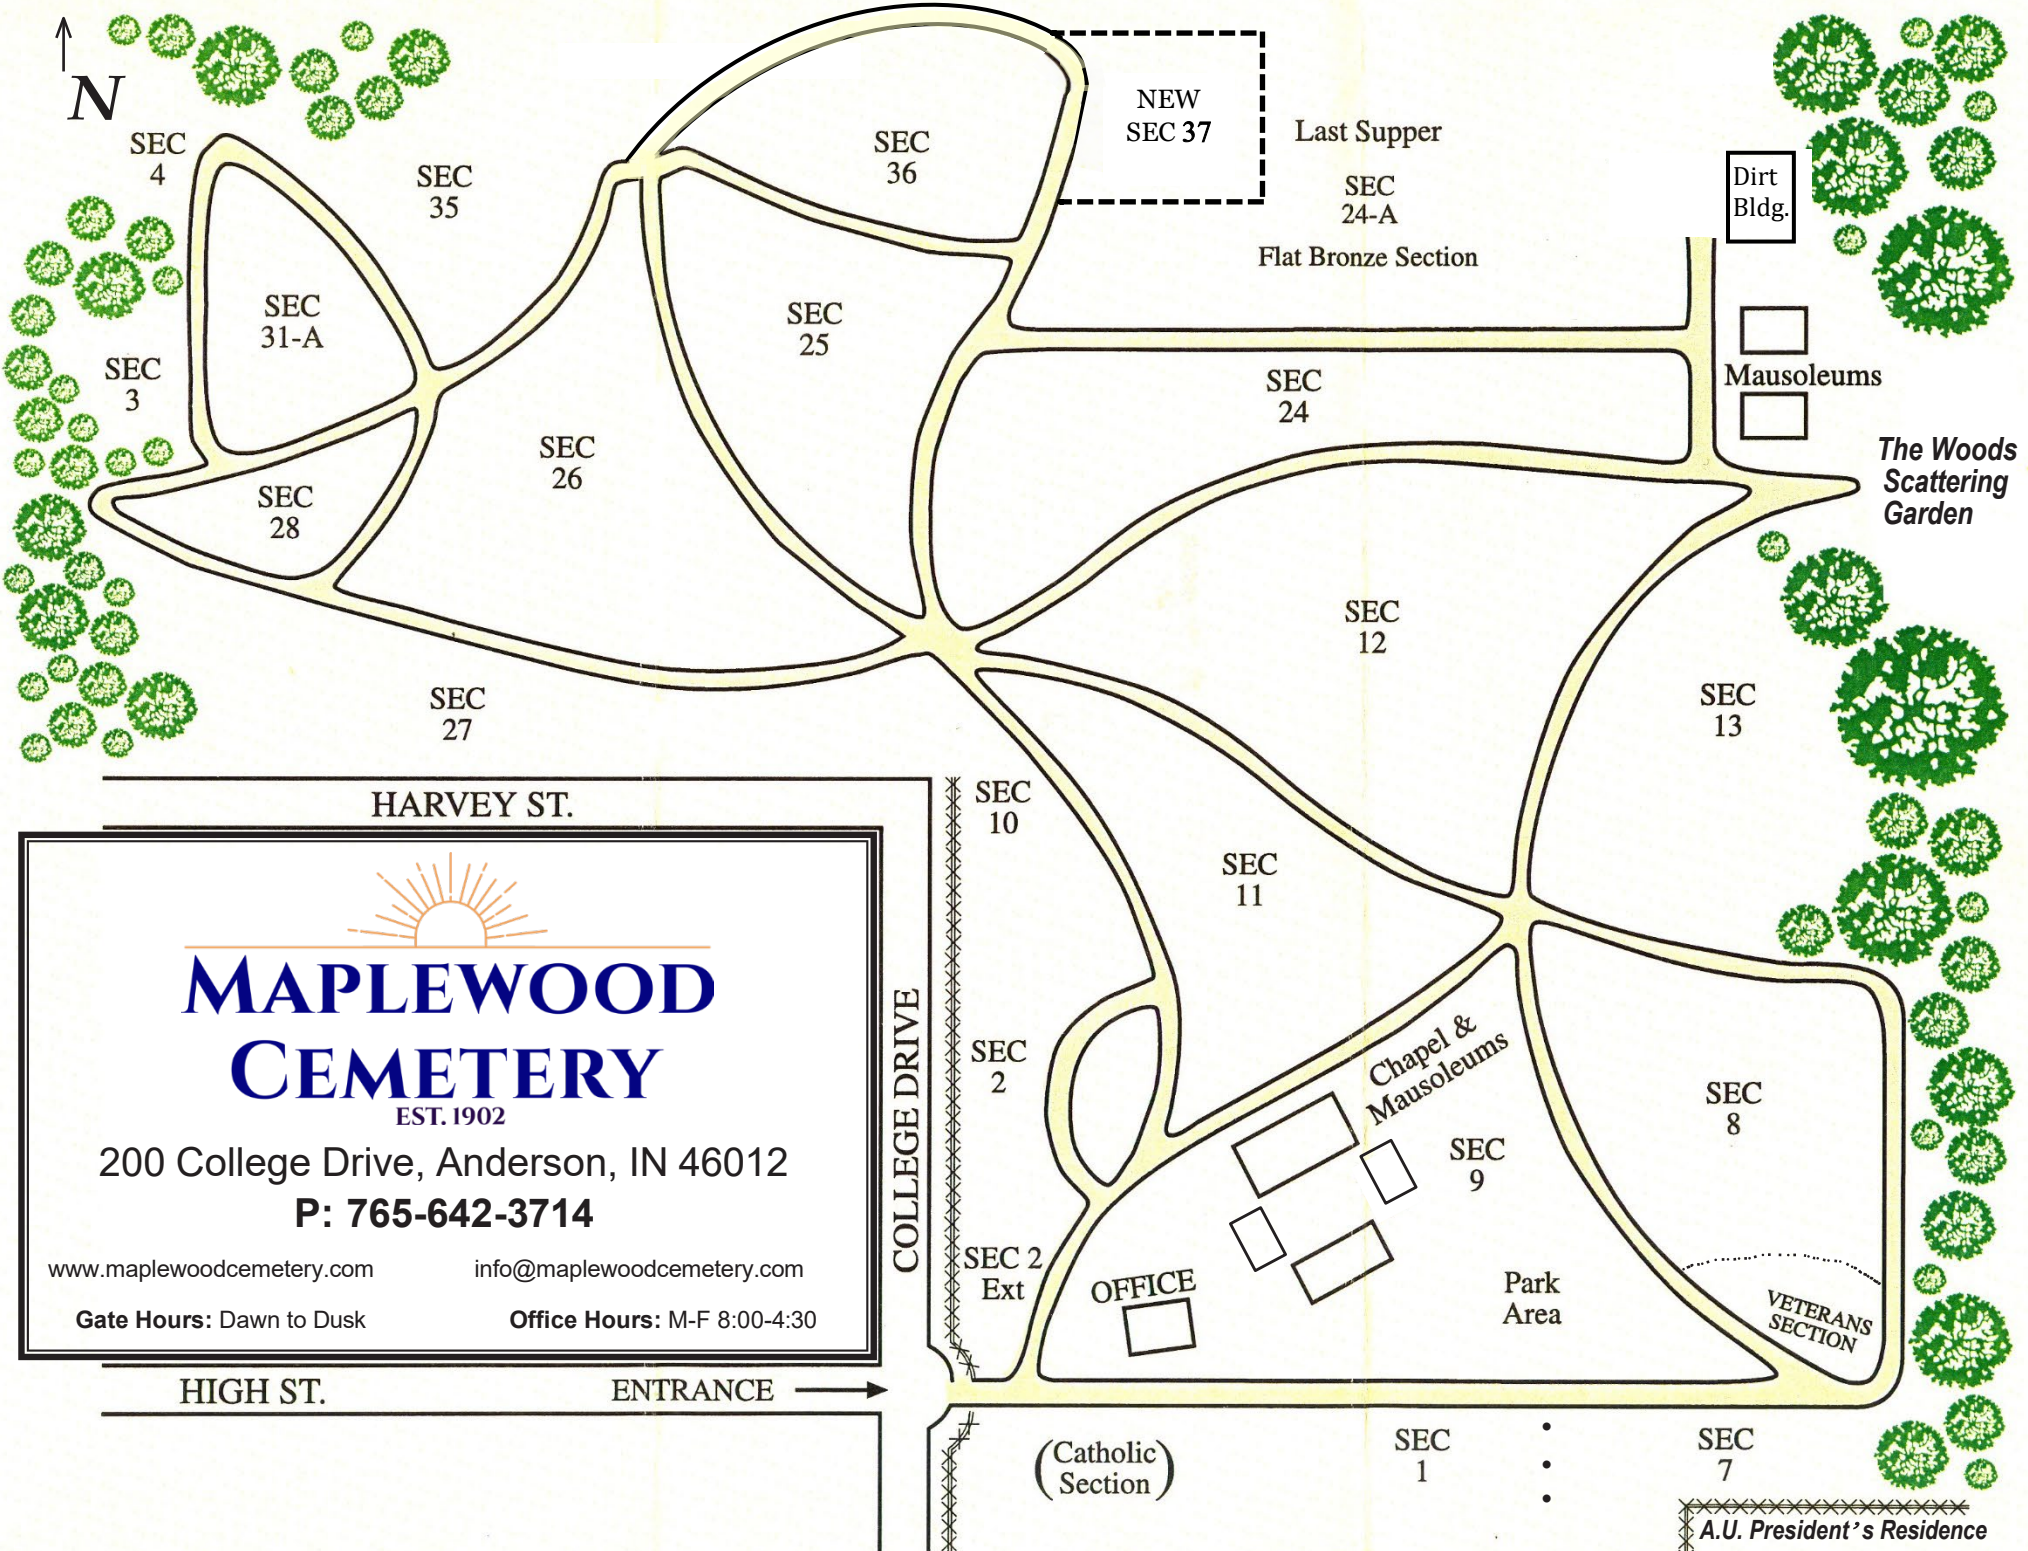 N
SEC
4
SEC
35
SEC
36
NEW
SEC 37
Last Supper
SEC
24-A
Flat Bronze Section
Dirt
Bldg.
SEC
31-A
SEC
3
SEC
25
SEC
24
Mausoleums
The Woods
Scattering
Garden
SEC
26
SEC
28
SEC
12
SEC
13
SEC
27
HARVEY ST.
SEC
10
SEC
11
MAPLEWOOD
CEMETERY
EST. 1902
200 College Drive, Anderson, IN 46012
P: 765-642-3714
www.maplewoodcemetery.com
info@maplewoodcemetery.com
Gate Hours: Dawn to Dusk
Office Hours: M-F 8:00-4:30
COLLEGE DRIVE
SEC
2
Chapel &
Mausoleums
SEC
9
SEC
8
SEC 2
Ext
OFFICE
Park
Area
VETERANS
SECTION
HIGH ST.
ENTRANCE
(Catholic
Section)
SEC
1
SEC
7
A.U. President's Residence